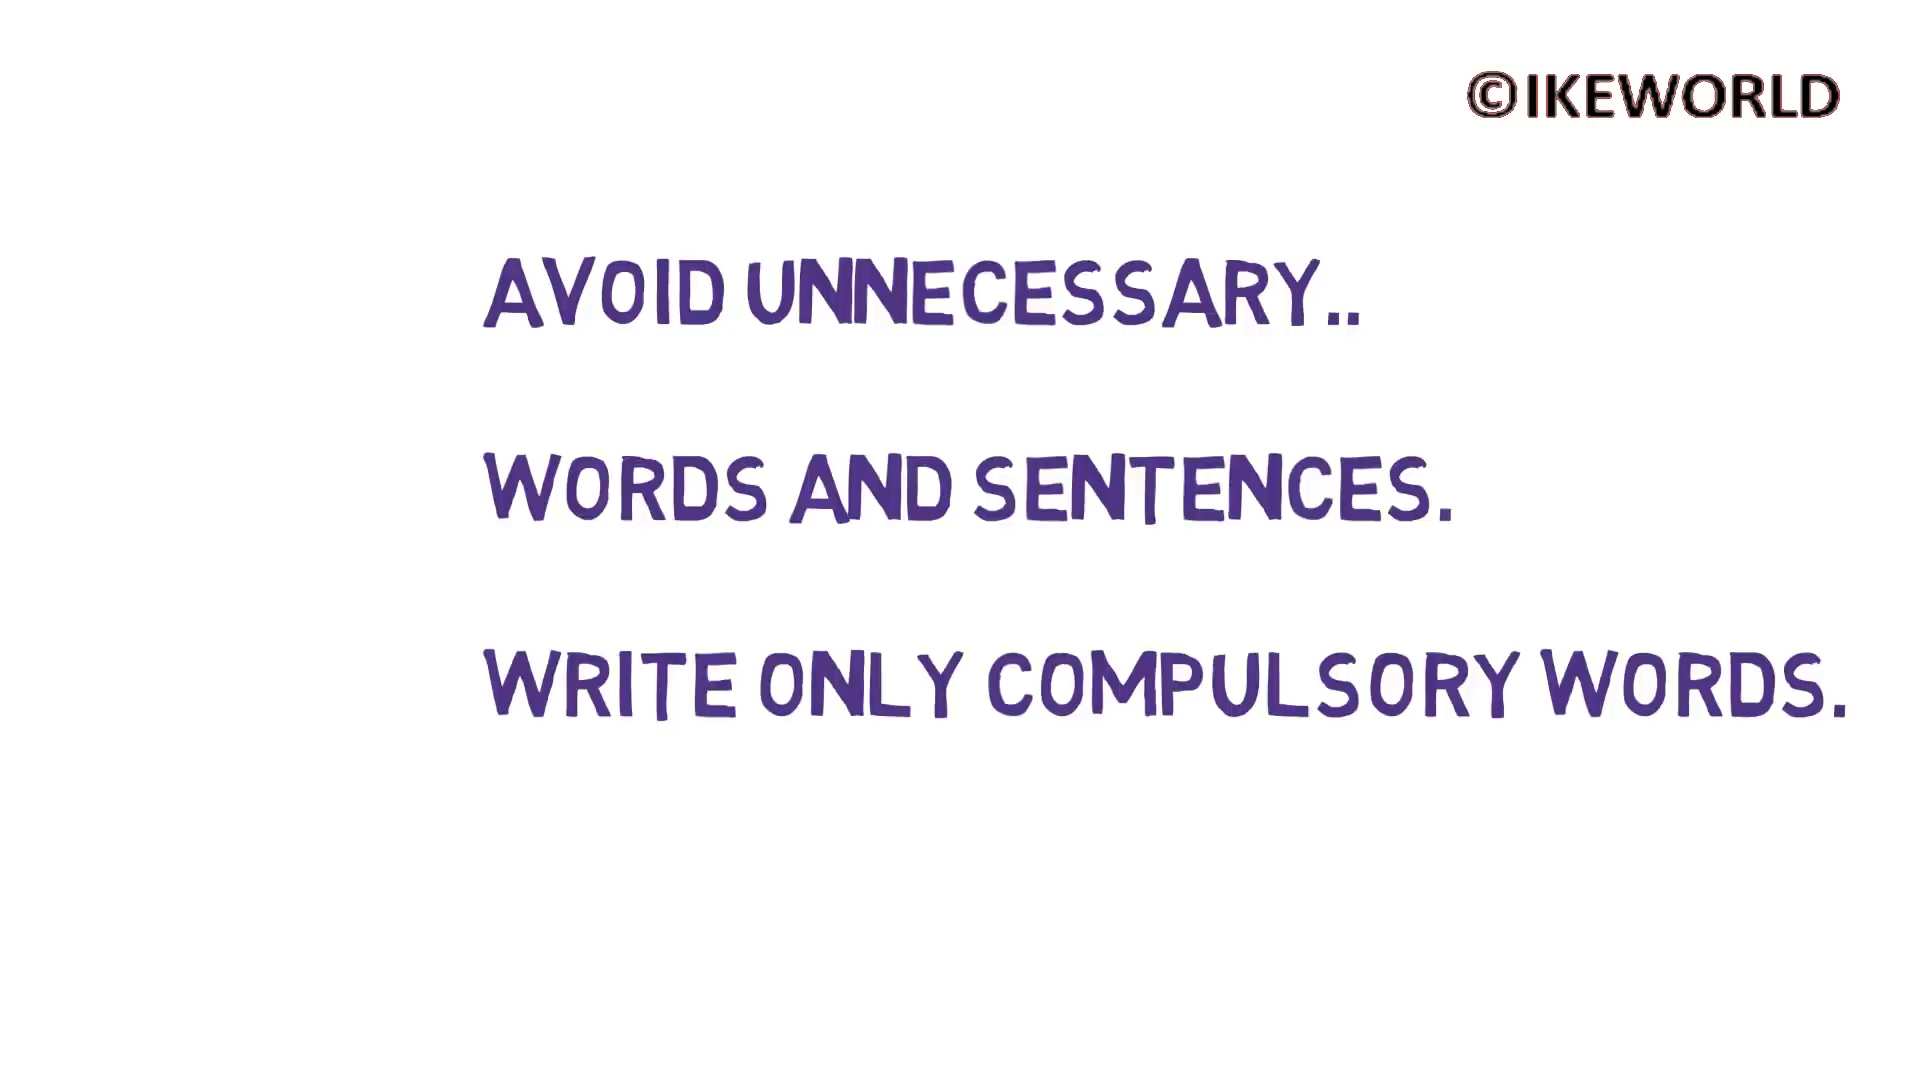 ©IKEWORLD
AVOID UNNECESSARY..
WORDS AND SENTENCES.
WRITE ONLY COMPULSORY WORDS.